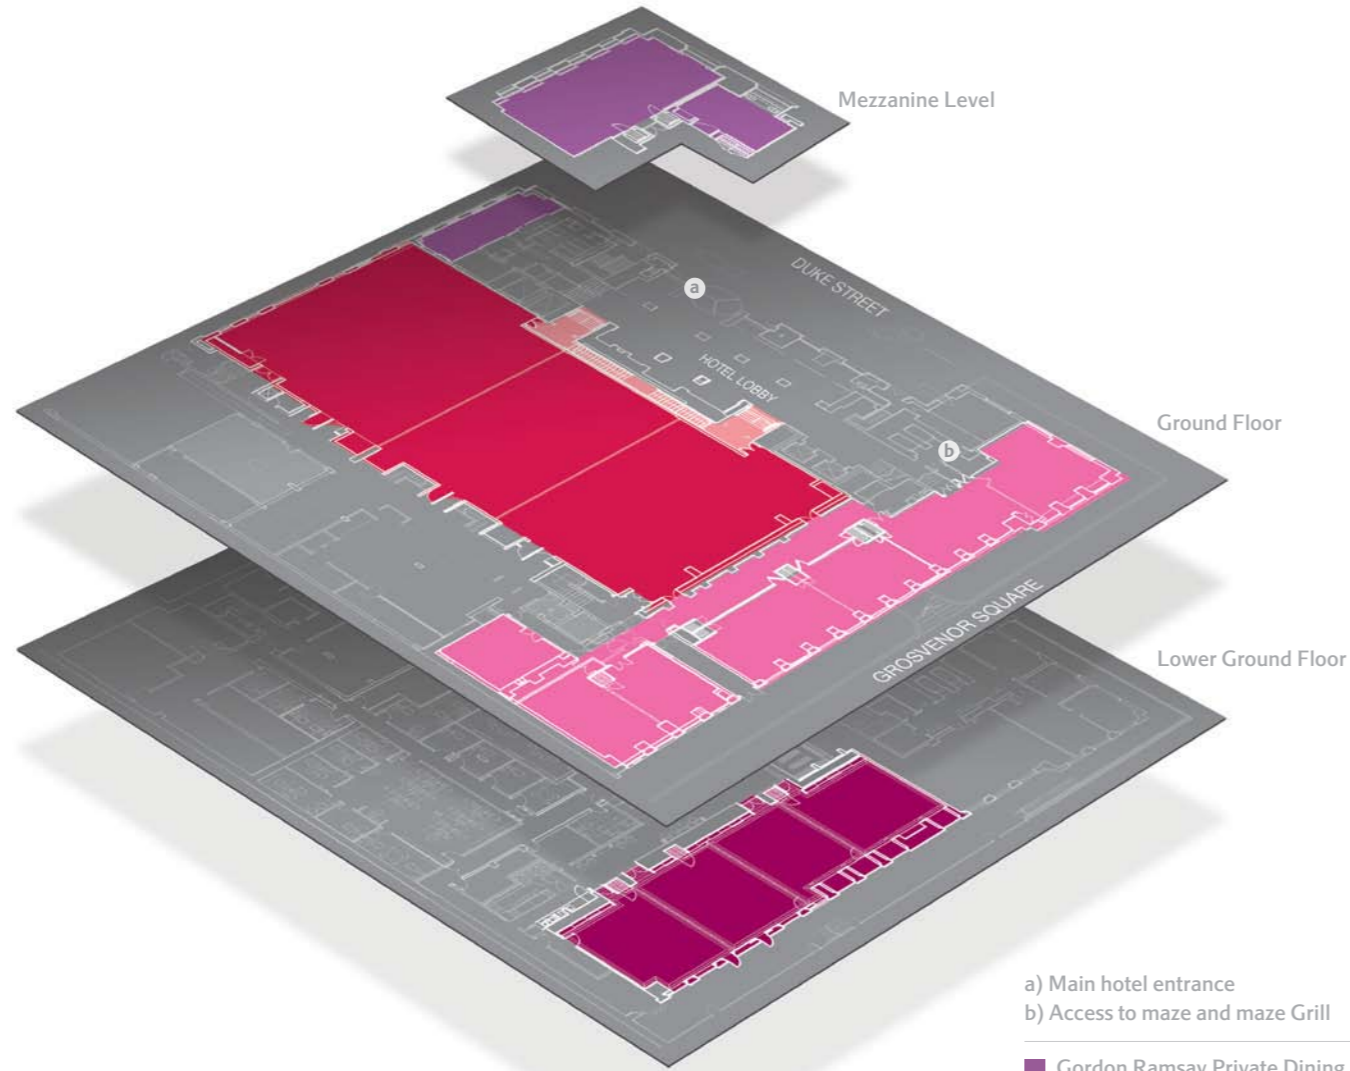 Mezzanine Level
DUKE STREET
a
HOTEL LOBBY
Ground Floor
b
GROSVENOR SQUARE
Lower Ground Floor
a) Main hotel entrance
b) Access to maze and maze Grill
Gordon Ramsay Private Dining